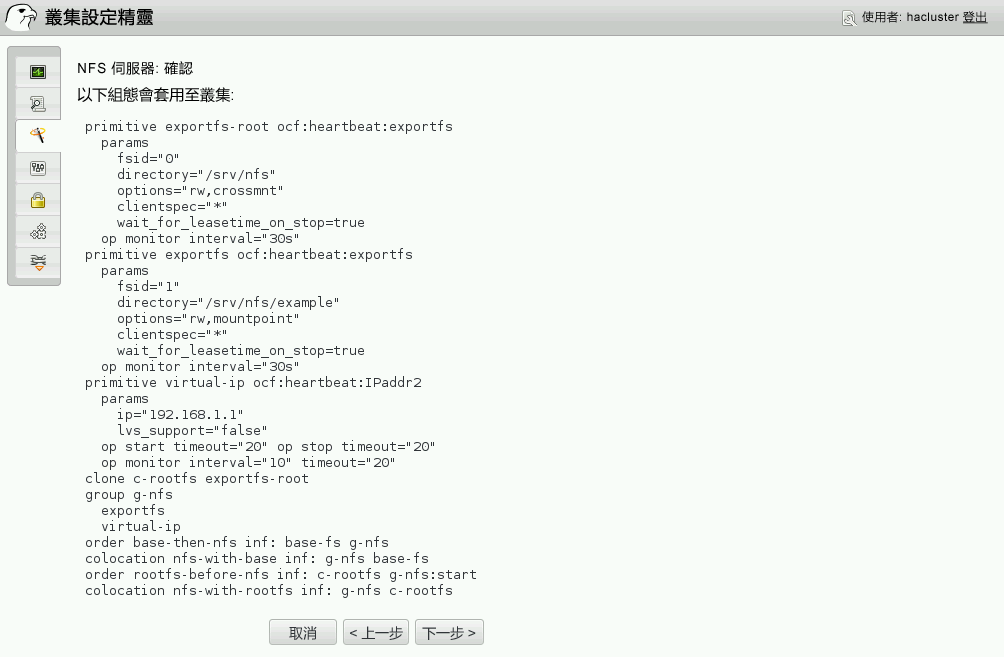 叢集設定精靈
使用者: hacluster 登出
NFS 伺服器: 確認
以下組態會套用至叢集:
primitive exportfs-root ocf:heartbeat:exportfs
  params
    fsid="0"
    directory="/srv/nfs"
    options="rw,crossmnt"
    clientspec="*"
    wait_for_leasetime_on_stop=true
  op monitor interval="30s"
primitive exportfs ocf:heartbeat:exportfs
  params
    fsid="1"
    directory="/srv/nfs/example"
    options="rw,mountpoint"
    clientspec="*"
    wait_for_leasetime_on_stop=true
  op monitor interval="30s"
primitive virtual-ip ocf:heartbeat:IPaddr2
  params
    ip="192.168.1.1"
    lvs_support="false"
  op start timeout="20" op stop timeout="20"
  op monitor interval="10" timeout="20"
clone c-rootfs exportfs-root
group g-nfs
  exportfs
  virtual-ip
order base-then-nfs inf: base-fs g-nfs
colocation nfs-with-base inf: g-nfs base-fs
order rootfs-before-nfs inf: c-rootfs g-nfs:start
colocation nfs-with-rootfs inf: g-nfs c-rootfs
取消 < 上一步 下一步 >